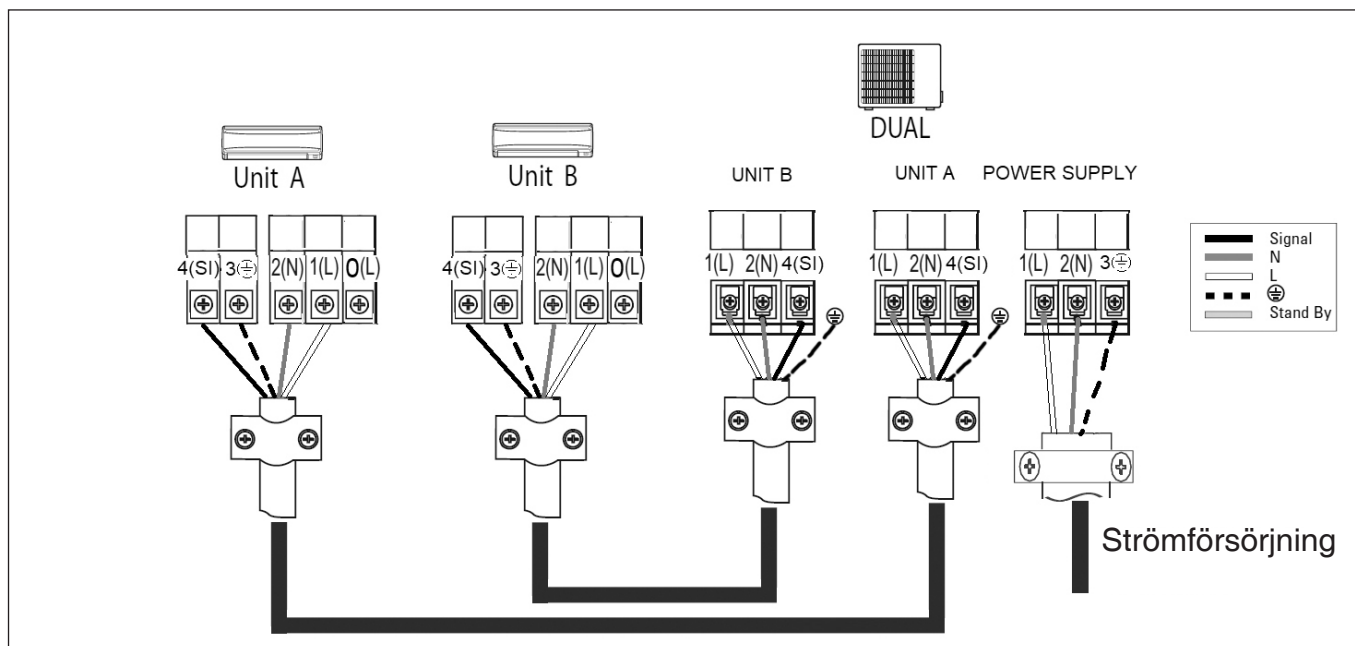 DUAL
Unit A
Unit B
UNIT B
UNIT A
POWER SUPPLY
4(SI) 3 2(N) 1(L) 0(L)
4(SI) 3 2(N) 1(L) 0(L)
1(L) 2(N) 4(SI)
1(L) 2(N) 4(SI)
1(L) 2(N) 3
Signal
N
L
Stand By
Strömförsörjning